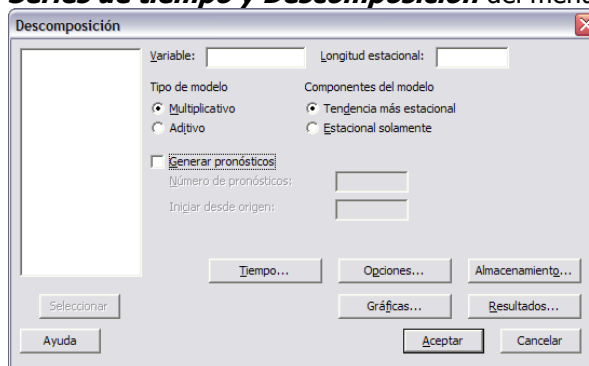 Series de tiempo y Descomposición del menú
Descomposición
Variable:
Longitud estacional:
Tipo de modelo
Componentes del modelo
Multiplicativo
Tendencia más estacional
Aditivo
Estacional solamente
Generar pronósticos
Número de pronósticos:
Iniciar desde origen:
Tiempo...
Opciones...
Almacenamiento...
Seleccionar
Gráficas...
Resultados...
Ayuda
Aceptar
Cancelar